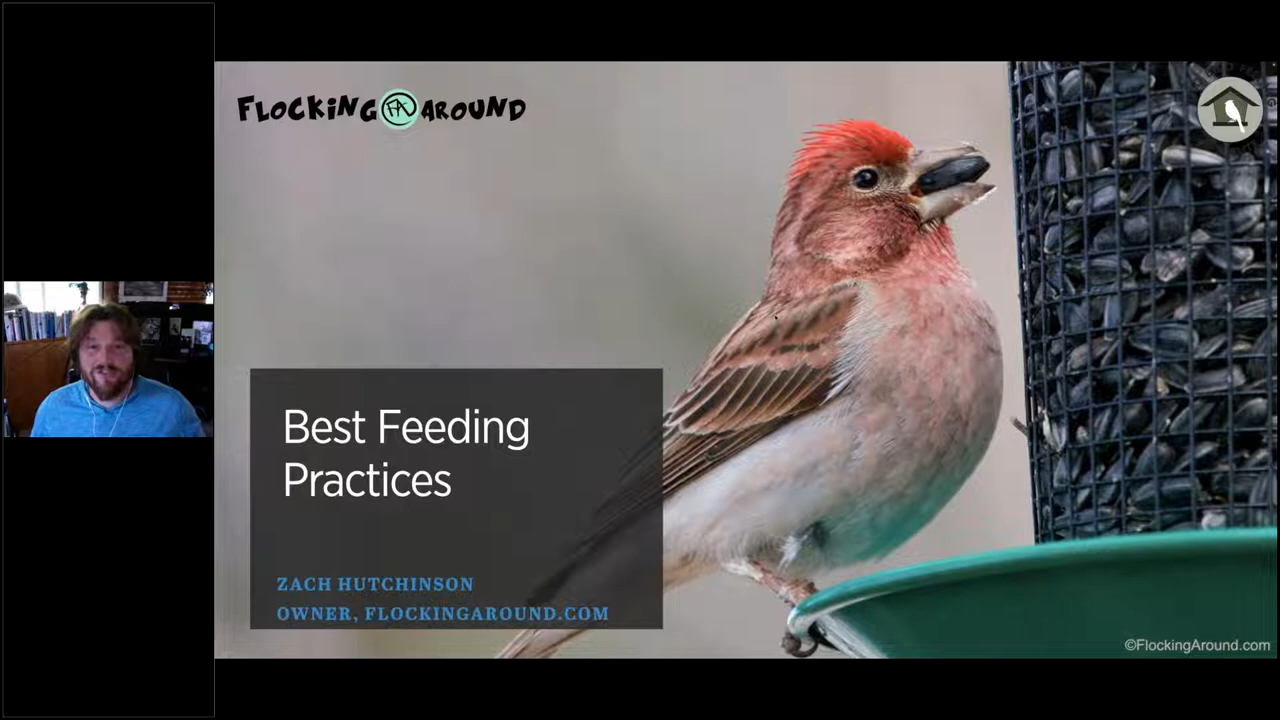 FLOCKING FA AROUND
Best Feeding
Practices
ZACH HUTCHINSON
OWNER, FLOCKINGAROUND.COM
©FlockingAround.com